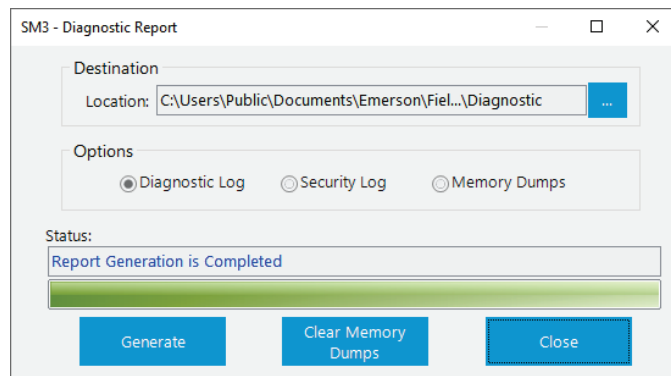 SM3 - Diagnostic Report
Destination
Location: C:\Users\Public\Documents\Emerson\Fiel...\Diagnostic ...
Options
Diagnostic Log Security Log Memory Dumps
Status:
Report Generation is Completed
Generate Clear Memory Dumps Close